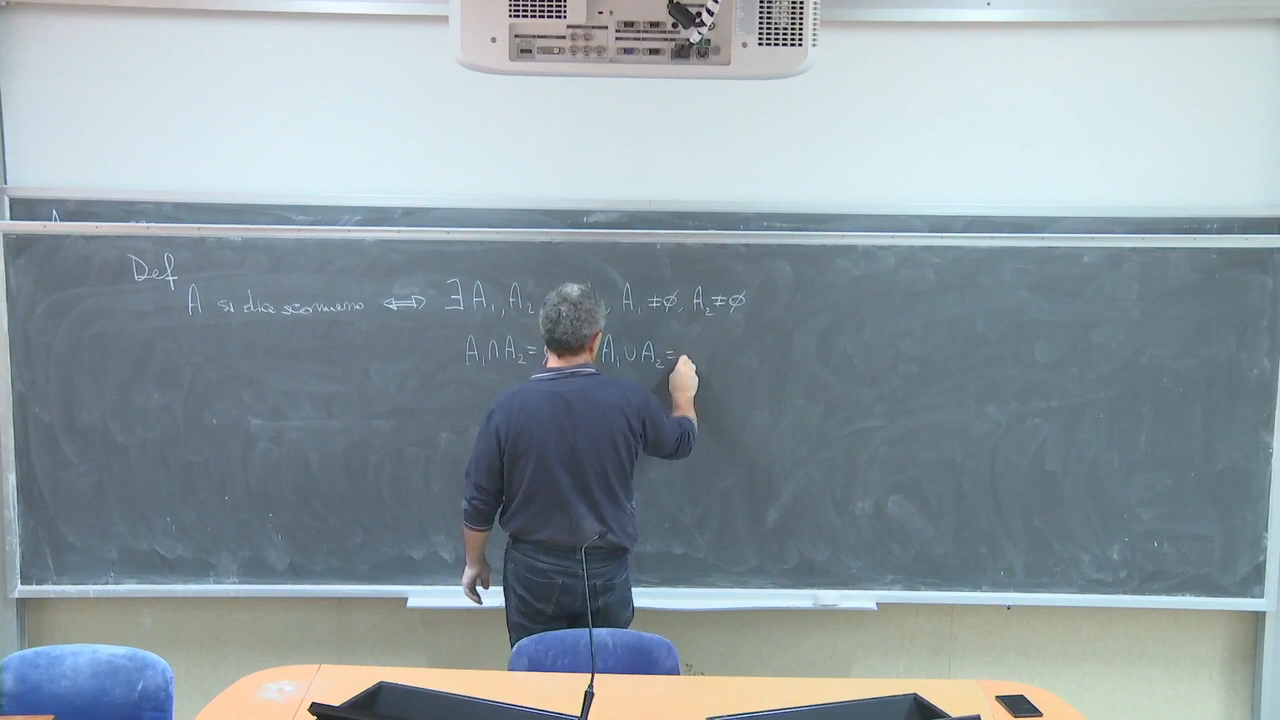 Def
A si dice sconnesso ⟺ ∃ A₁, A₂ , A₁ ≠ ∅, A₂ ≠ ∅
A₁ ∩ A₂ = A₁ ∪ A₂ =